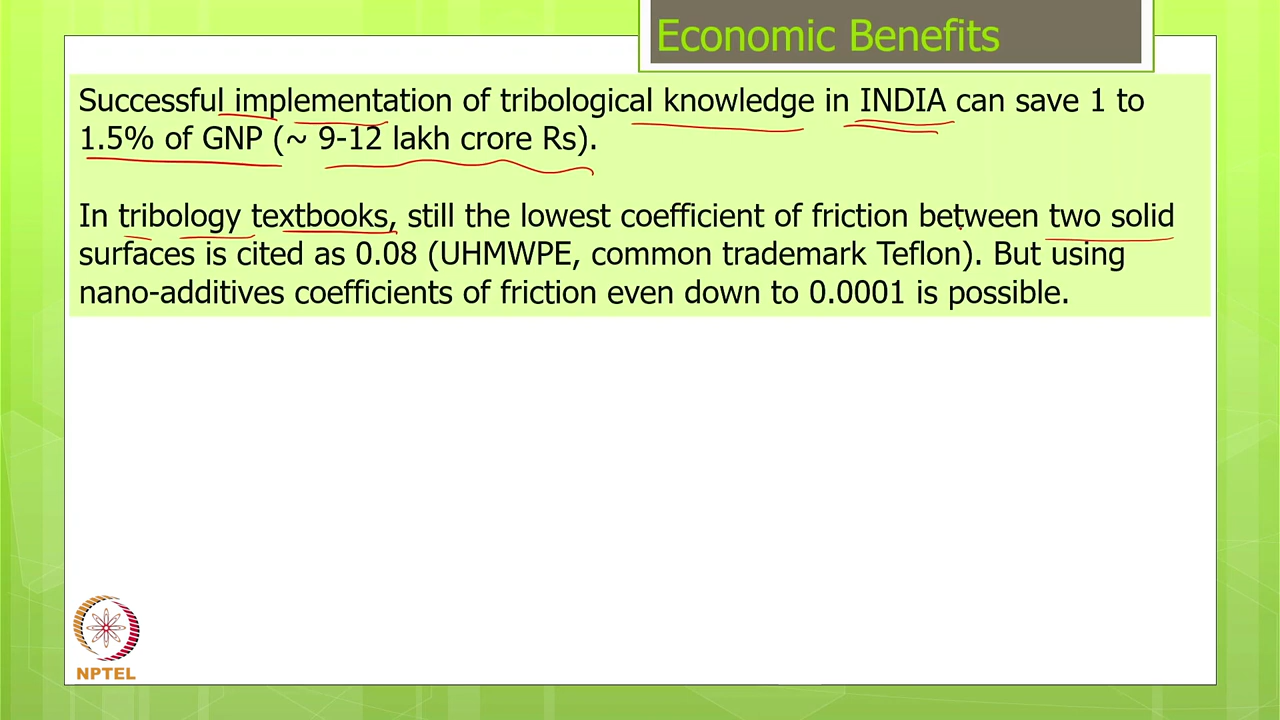 Economic Benefits
Successful implementation of tribological knowledge in INDIA can save 1 to
1.5% of GNP (~ 9-12 lakh crore Rs).
In tribology textbooks, still the lowest coefficient of friction between two solid
surfaces is cited as 0.08 (UHMWPE, common trademark Teflon). But using
nano-additives coefficients of friction even down to 0.0001 is possible.
NPTEL